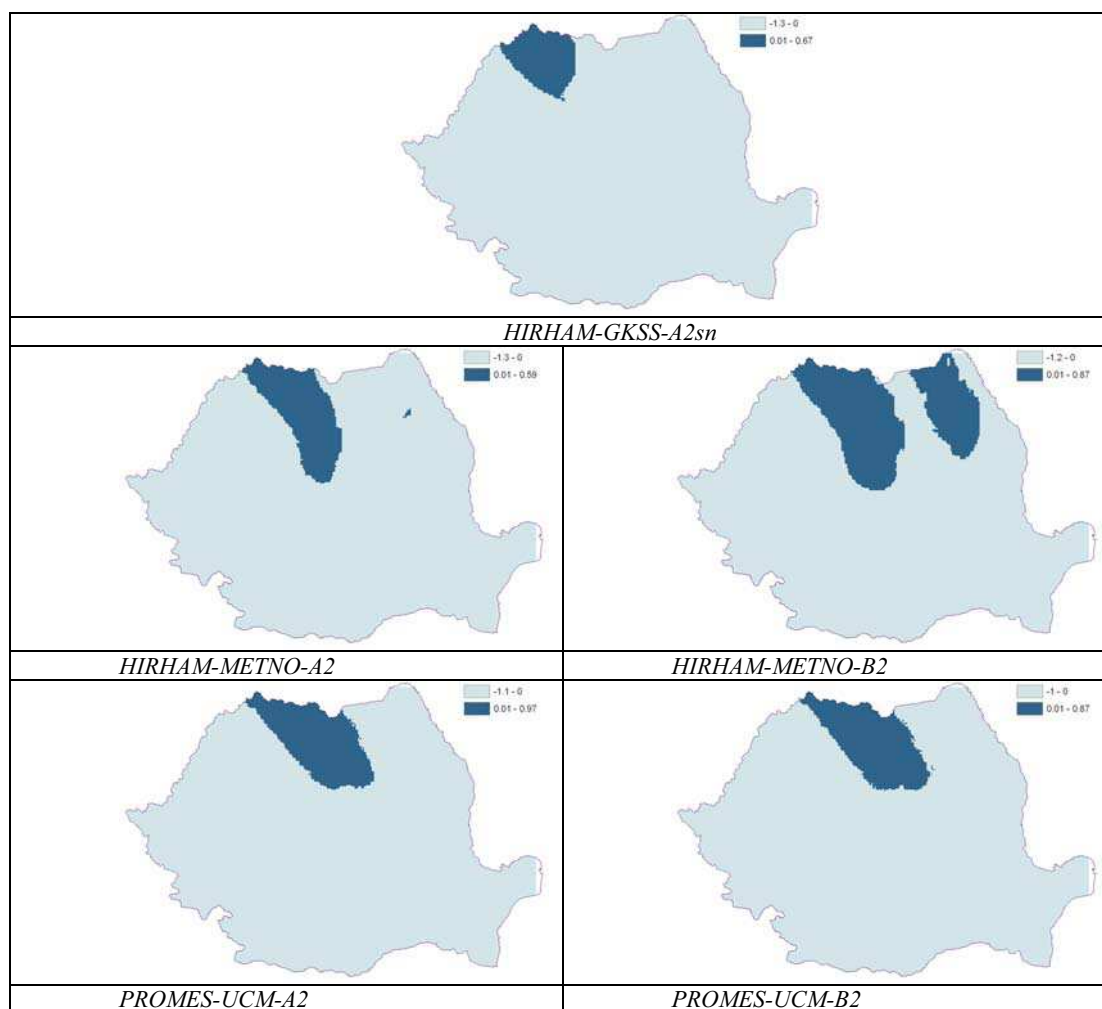 -1.3 - 0
0.01 - 0.67
HIRHAM-GKSS-A2sn
-1.3 - 0
0.01 - 0.59
-1.2 - 0
0.01 - 0.87
HIRHAM-METNO-A2
HIRHAM-METNO-B2
-1.1 - 0
0.01 - 0.97
-1 - 0
0.01 - 0.87
PROMES-UCM-A2
PROMES-UCM-B2